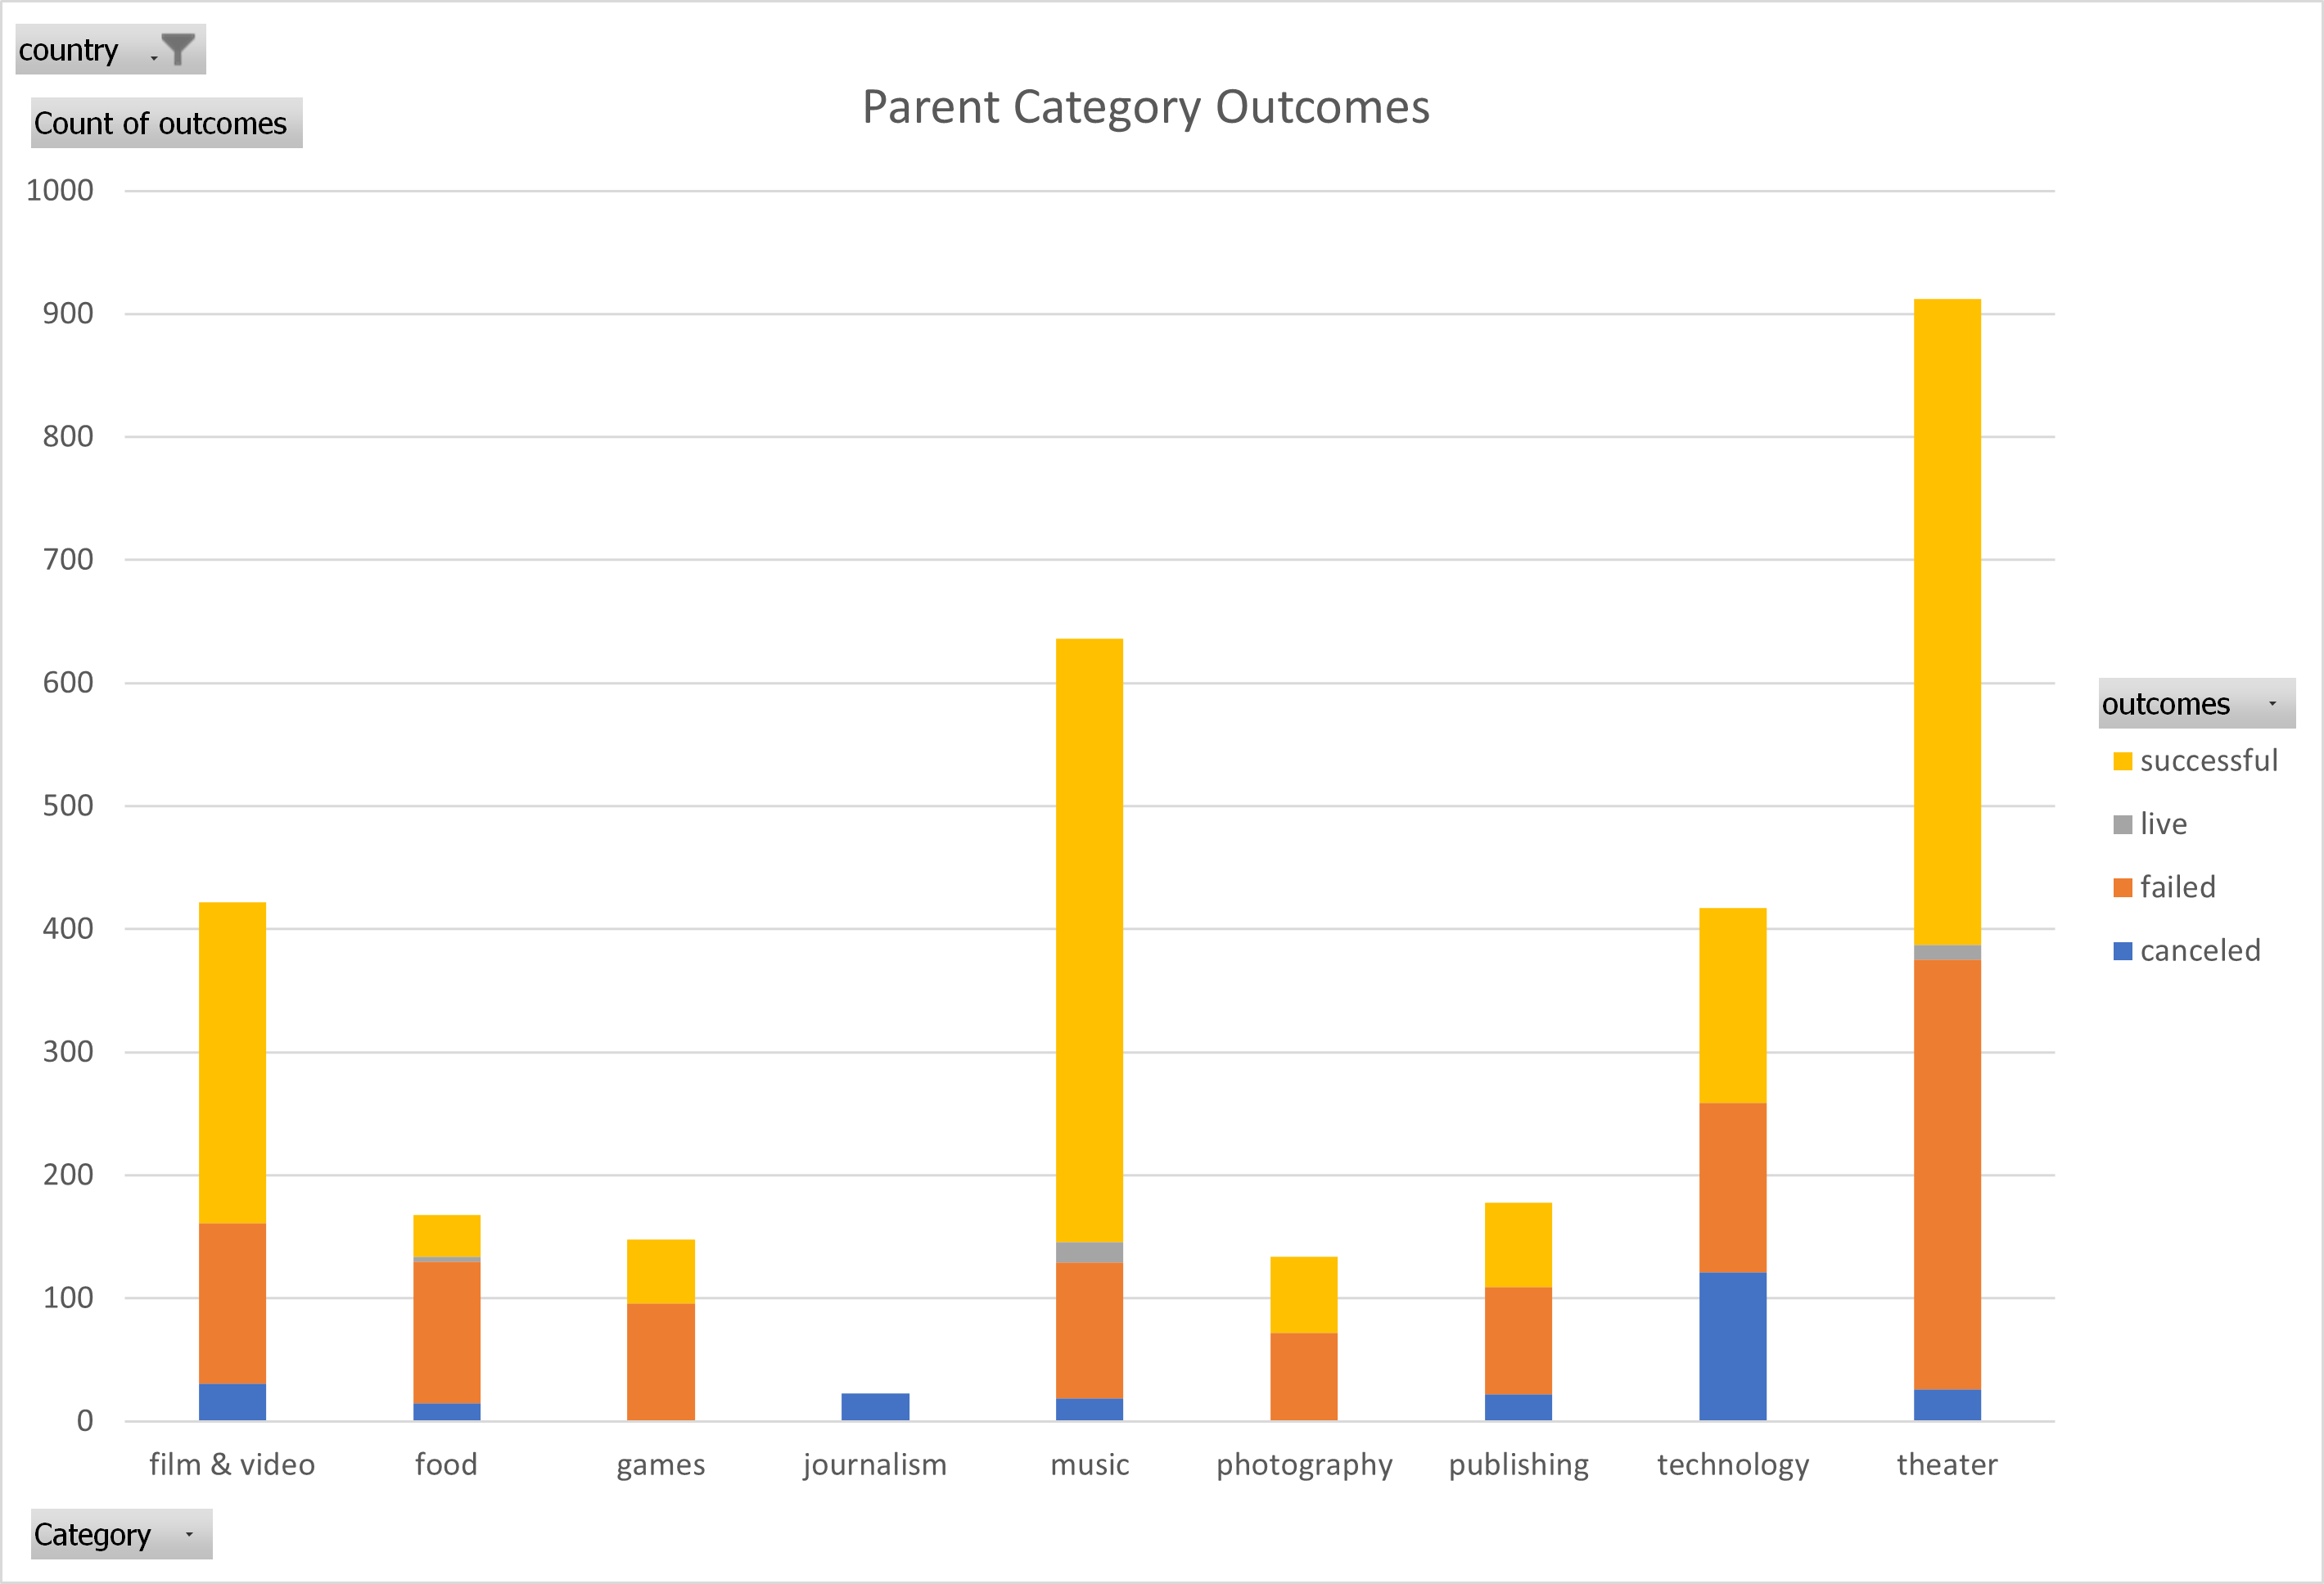 country
Count of outcomes
Parent Category Outcomes
1000
900
800
700
600
500
400
300
200
100
0
film & video
food
games
journalism
music
photography
publishing
technology
theater
outcomes
successful
live
failed
canceled
Category